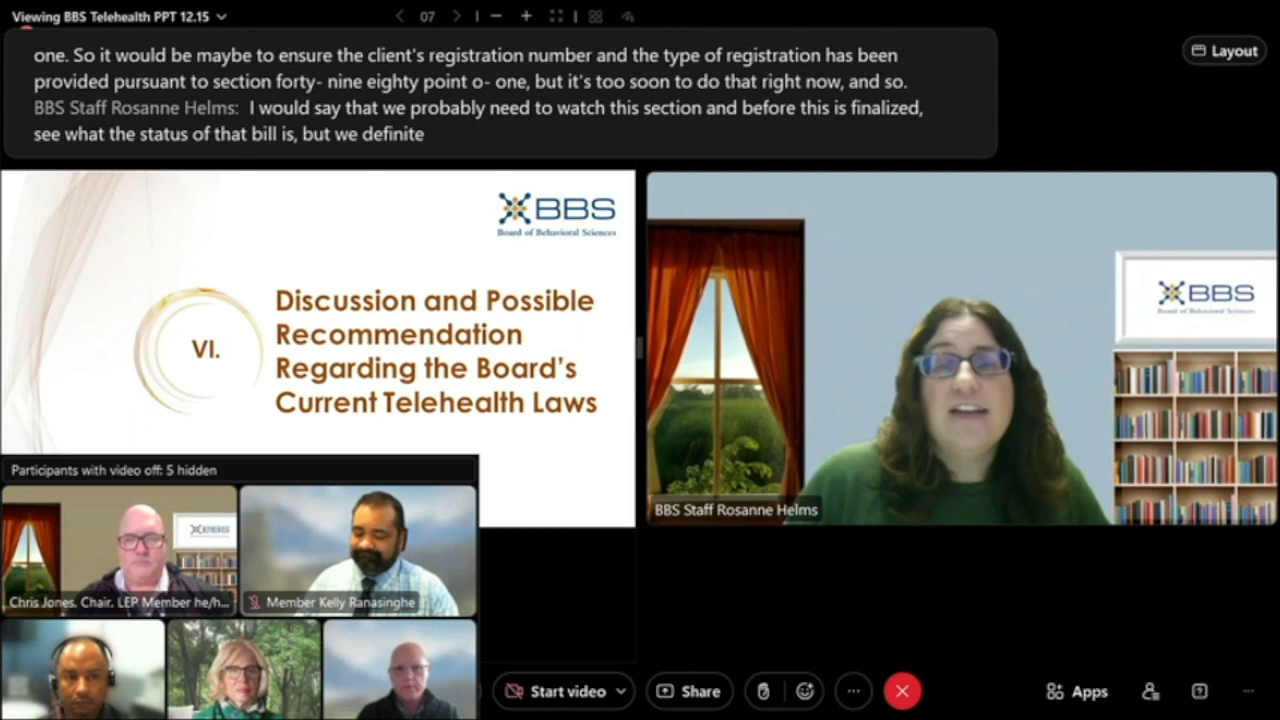 Viewing BBS Telehealth PPT 12.15
07
one. So it would be maybe to ensure the client's registration number and the type of registration has been
provided pursuant to section forty- nine eighty point o- one, but it's too soon to do that right now, and so.
BBS Staff Rosanne Helms: I would say that we probably need to watch this section and before this is finalized,
see what the status of that bill is, but we definite
Layout
BBS
Board of Behavioral Sciences
VI.
Discussion and Possible
Recommendation
Regarding the Board's
Current Telehealth Laws
BBS
Board of Behavioral Sciences
BBS Staff Rosanne Helms
Participants with video off: 5 hidden
BBS
Chris Jones, Chair, LEP Member he/h...
Member Kelly Ranasinghe
Start video
Share
Apps